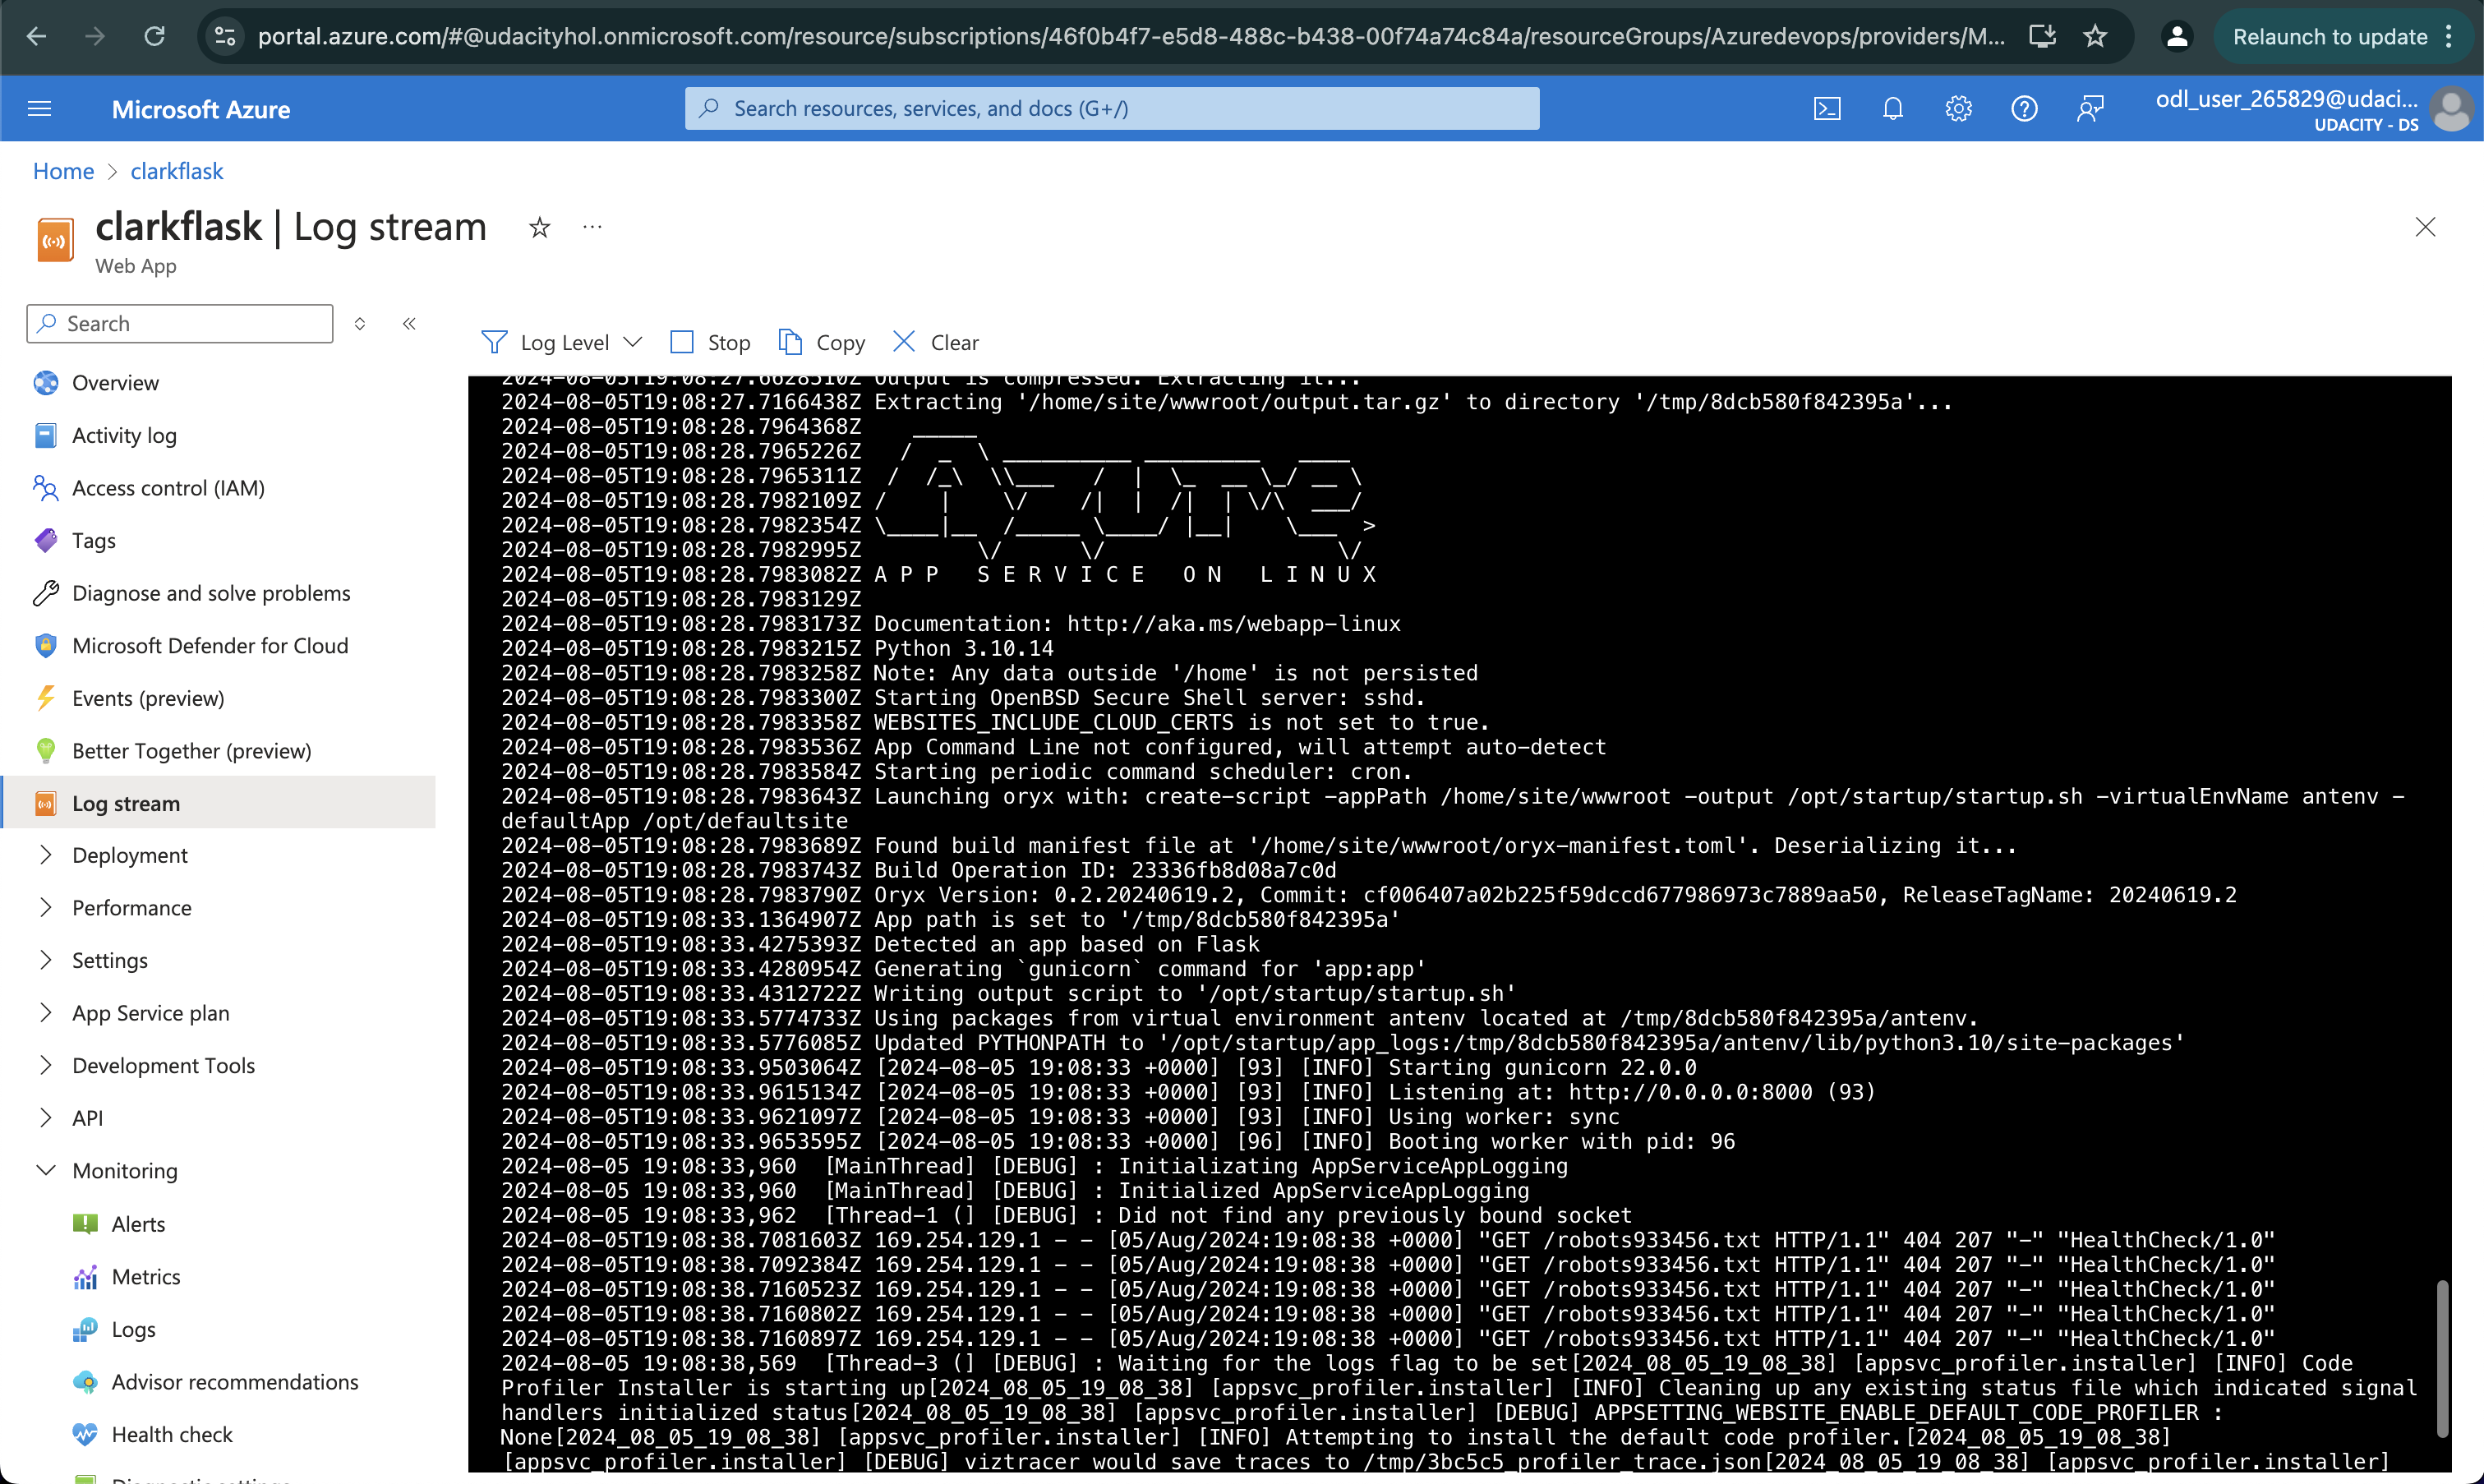 portal.azure.com/#@udacityhol.onmicrosoft.com/resource/subscriptions/46f0b4f7-e5d8-488c-b438-00f74a74c84a/resourceGroups/Azuredevops/providers/M...
Relaunch to update
Microsoft Azure
Search resources, services, and docs (G+/)
odl_user_265829@udaci...
UDACITY - DS
Home > clarkflask
clarkflask | Log stream
Web App
Search
Overview
Activity log
Access control (IAM)
Tags
Diagnose and solve problems
Microsoft Defender for Cloud
Events (preview)
Better Together (preview)
Log stream
Deployment
Performance
Settings
App Service plan
Development Tools
API
Monitoring
Alerts
Metrics
Logs
Advisor recommendations
Health check
Diagnostic settings
Log Level
Stop
Copy
Clear
2024-08-05T19:08:27.6628510Z Output is compressed. Extracting it...
2024-08-05T19:08:27.7166438Z Extracting '/home/site/wwwroot/output.tar.gz' to directory '/tmp/8dcb580f842395a'...
2024-08-05T19:08:28.7964368Z    _____
2024-08-05T19:08:28.7965226Z   /  _  \ __________ _________   ____
2024-08-05T19:08:28.7965311Z  /  /_\  \\___   /  |  \_  __ \_/ __ \
2024-08-05T19:08:28.7982109Z /    |    \/    /|  |  /|  | \/\  ___/
2024-08-05T19:08:28.7982354Z \____|__  /_____ \____/ |__|    \___  >
2024-08-05T19:08:28.7982995Z         \/      \/                  \/
2024-08-05T19:08:28.7983082Z A P P   S E R V I C E   O N   L I N U X
2024-08-05T19:08:28.7983129Z
2024-08-05T19:08:28.7983173Z Documentation: http://aka.ms/webapp-linux
2024-08-05T19:08:28.7983215Z Python 3.10.14
2024-08-05T19:08:28.7983258Z Note: Any data outside '/home' is not persisted
2024-08-05T19:08:28.7983300Z Starting OpenBSD Secure Shell server: sshd.
2024-08-05T19:08:28.7983358Z WEBSITES_INCLUDE_CLOUD_CERTS is not set to true.
2024-08-05T19:08:28.7983536Z App Command Line not configured, will attempt auto-detect
2024-08-05T19:08:28.7983584Z Starting periodic command scheduler: cron.
2024-08-05T19:08:28.7983643Z Launching oryx with: create-script -appPath /home/site/wwwroot -output /opt/startup/startup.sh -virtualEnvName antenv -
defaultApp /opt/defaultsite
2024-08-05T19:08:28.7983689Z Found build manifest file at '/home/site/wwwroot/oryx-manifest.toml'. Deserializing it...
2024-08-05T19:08:28.7983743Z Build Operation ID: 23336fb8d08a7c0d
2024-08-05T19:08:28.7983790Z Oryx Version: 0.2.20240619.2, Commit: cf006407a02b225f59dccd677986973c7889aa50, ReleaseTagName: 20240619.2
2024-08-05T19:08:33.1364907Z App path is set to '/tmp/8dcb580f842395a'
2024-08-05T19:08:33.4275393Z Detected an app based on Flask
2024-08-05T19:08:33.4280954Z Generating `gunicorn` command for 'app:app'
2024-08-05T19:08:33.4312722Z Writing output script to '/opt/startup/startup.sh'
2024-08-05T19:08:33.5774733Z Using packages from virtual environment antenv located at /tmp/8dcb580f842395a/antenv.
2024-08-05T19:08:33.5776085Z Updated PYTHONPATH to '/opt/startup/app_logs:/tmp/8dcb580f842395a/antenv/lib/python3.10/site-packages'
2024-08-05T19:08:33.9503064Z [2024-08-05 19:08:33 +0000] [93] [INFO] Starting gunicorn 22.0.0
2024-08-05T19:08:33.9615134Z [2024-08-05 19:08:33 +0000] [93] [INFO] Listening at: http://0.0.0.0:8000 (93)
2024-08-05T19:08:33.9621097Z [2024-08-05 19:08:33 +0000] [93] [INFO] Using worker: sync
2024-08-05T19:08:33.9653595Z [2024-08-05 19:08:33 +0000] [96] [INFO] Booting worker with pid: 96
2024-08-05 19:08:33,960  [MainThread] [DEBUG] : Initializating AppServiceAppLogging
2024-08-05 19:08:33,960  [MainThread] [DEBUG] : Initialized AppServiceAppLogging
2024-08-05 19:08:33,962  [Thread-1 (] [DEBUG] : Did not find any previously bound socket
2024-08-05T19:08:38.7081603Z 169.254.129.1 - - [05/Aug/2024:19:08:38 +0000] "GET /robots933456.txt HTTP/1.1" 404 207 "-" "HealthCheck/1.0"
2024-08-05T19:08:38.7092384Z 169.254.129.1 - - [05/Aug/2024:19:08:38 +0000] "GET /robots933456.txt HTTP/1.1" 404 207 "-" "HealthCheck/1.0"
2024-08-05T19:08:38.7160523Z 169.254.129.1 - - [05/Aug/2024:19:08:38 +0000] "GET /robots933456.txt HTTP/1.1" 404 207 "-" "HealthCheck/1.0"
2024-08-05T19:08:38.7160802Z 169.254.129.1 - - [05/Aug/2024:19:08:38 +0000] "GET /robots933456.txt HTTP/1.1" 404 207 "-" "HealthCheck/1.0"
2024-08-05T19:08:38.7160897Z 169.254.129.1 - - [05/Aug/2024:19:08:38 +0000] "GET /robots933456.txt HTTP/1.1" 404 207 "-" "HealthCheck/1.0"
2024-08-05 19:08:38,569  [Thread-3 (] [DEBUG] : Waiting for the logs flag to be set[2024_08_05_19_08_38] [appsvc_profiler.installer] [INFO] Code
Profiler Installer is starting up[2024_08_05_19_08_38] [appsvc_profiler.installer] [INFO] Cleaning up any existing status file which indicated signal
handlers initialized status[2024_08_05_19_08_38] [appsvc_profiler.installer] [DEBUG] APPSETTING_WEBSITE_ENABLE_DEFAULT_CODE_PROFILER :
None[2024_08_05_19_08_38] [appsvc_profiler.installer] [INFO] Attempting to install the default code profiler.[2024_08_05_19_08_38]
[appsvc_profiler.installer] [DEBUG] viztracer would save traces to /tmp/3bc5c5_profiler_trace.json[2024_08_05_19_08_38] [appsvc_profiler.installer]